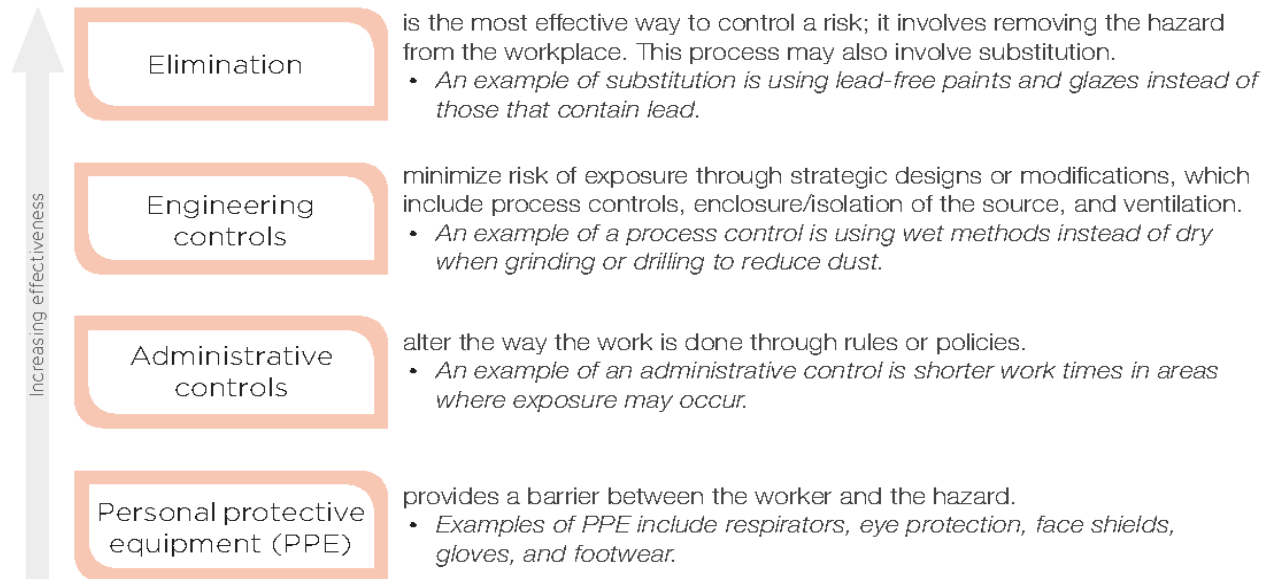 Increasing effectiveness
Elimination
is the most effective way to control a risk; it involves removing the hazard
from the workplace. This process may also involve substitution.
• An example of substitution is using lead-free paints and glazes instead of
those that contain lead.
Engineering
controls
minimize risk of exposure through strategic designs or modifications, which
include process controls, enclosure/isolation of the source, and ventilation.
• An example of a process control is using wet methods instead of dry
when grinding or drilling to reduce dust.
Administrative
controls
alter the way the work is done through rules or policies.
• An example of an administrative control is shorter work times in areas
where exposure may occur.
Personal protective
equipment (PPE)
provides a barrier between the worker and the hazard.
• Examples of PPE include respirators, eye protection, face shields,
gloves, and footwear.